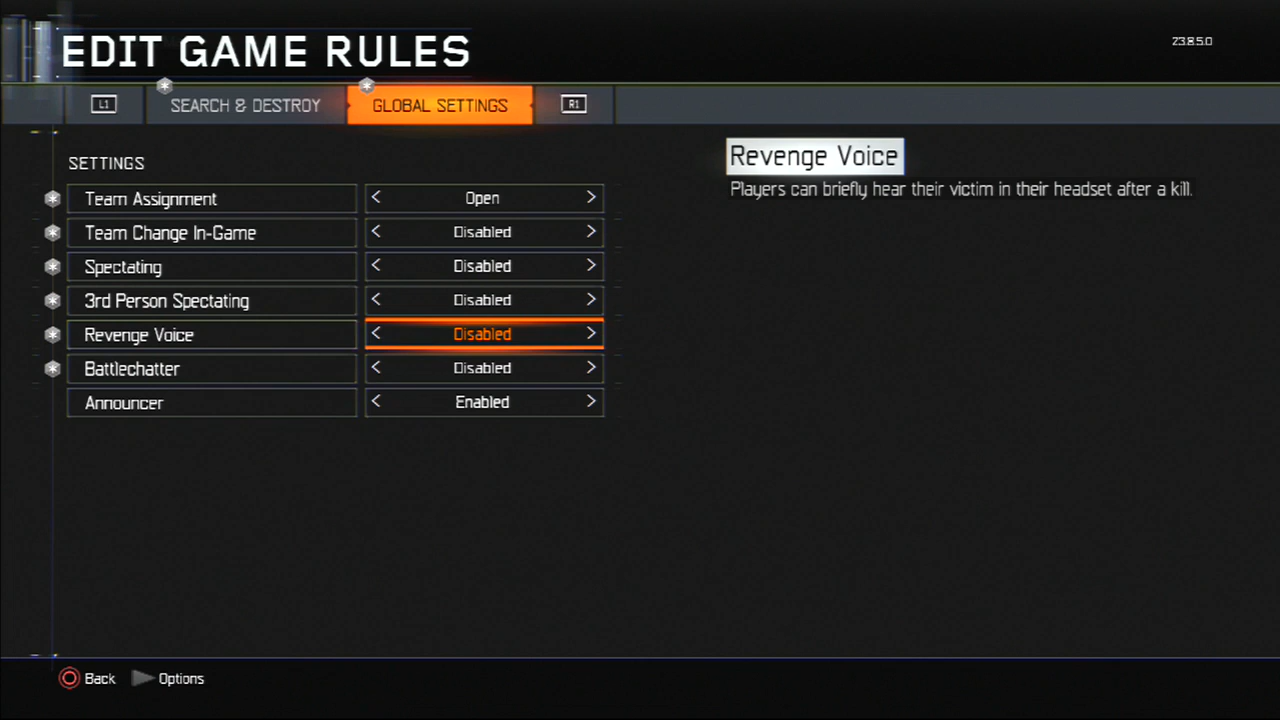 EDIT GAME RULES
23.8.5.0
L1
SEARCH & DESTROY
GLOBAL SETTINGS
R1
SETTINGS
Team Assignment
Open
Team Change In-Game
Disabled
Spectating
Disabled
3rd Person Spectating
Disabled
Revenge Voice
Disabled
Battlechatter
Disabled
Announcer
Enabled
Revenge Voice
Players can briefly hear their victim in their headset after a kill.
Back
Options